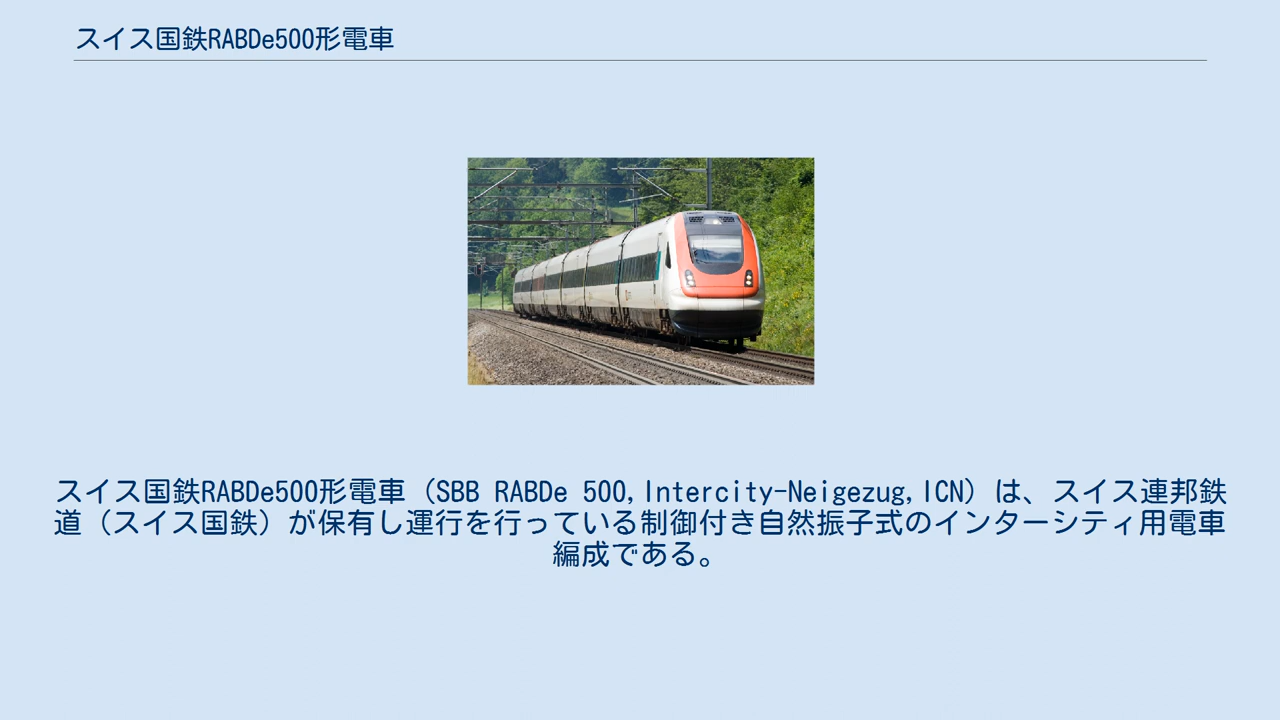 スイス国鉄RABDe500形電車
スイス国鉄RABDe500形電車（SBB RABDe 500,Intercity-Neigezug,ICN）は、スイス連邦鉄
道（スイス国鉄）が保有し運行を行っている制御付き自然振子式のインターシティ用電車
編成である。